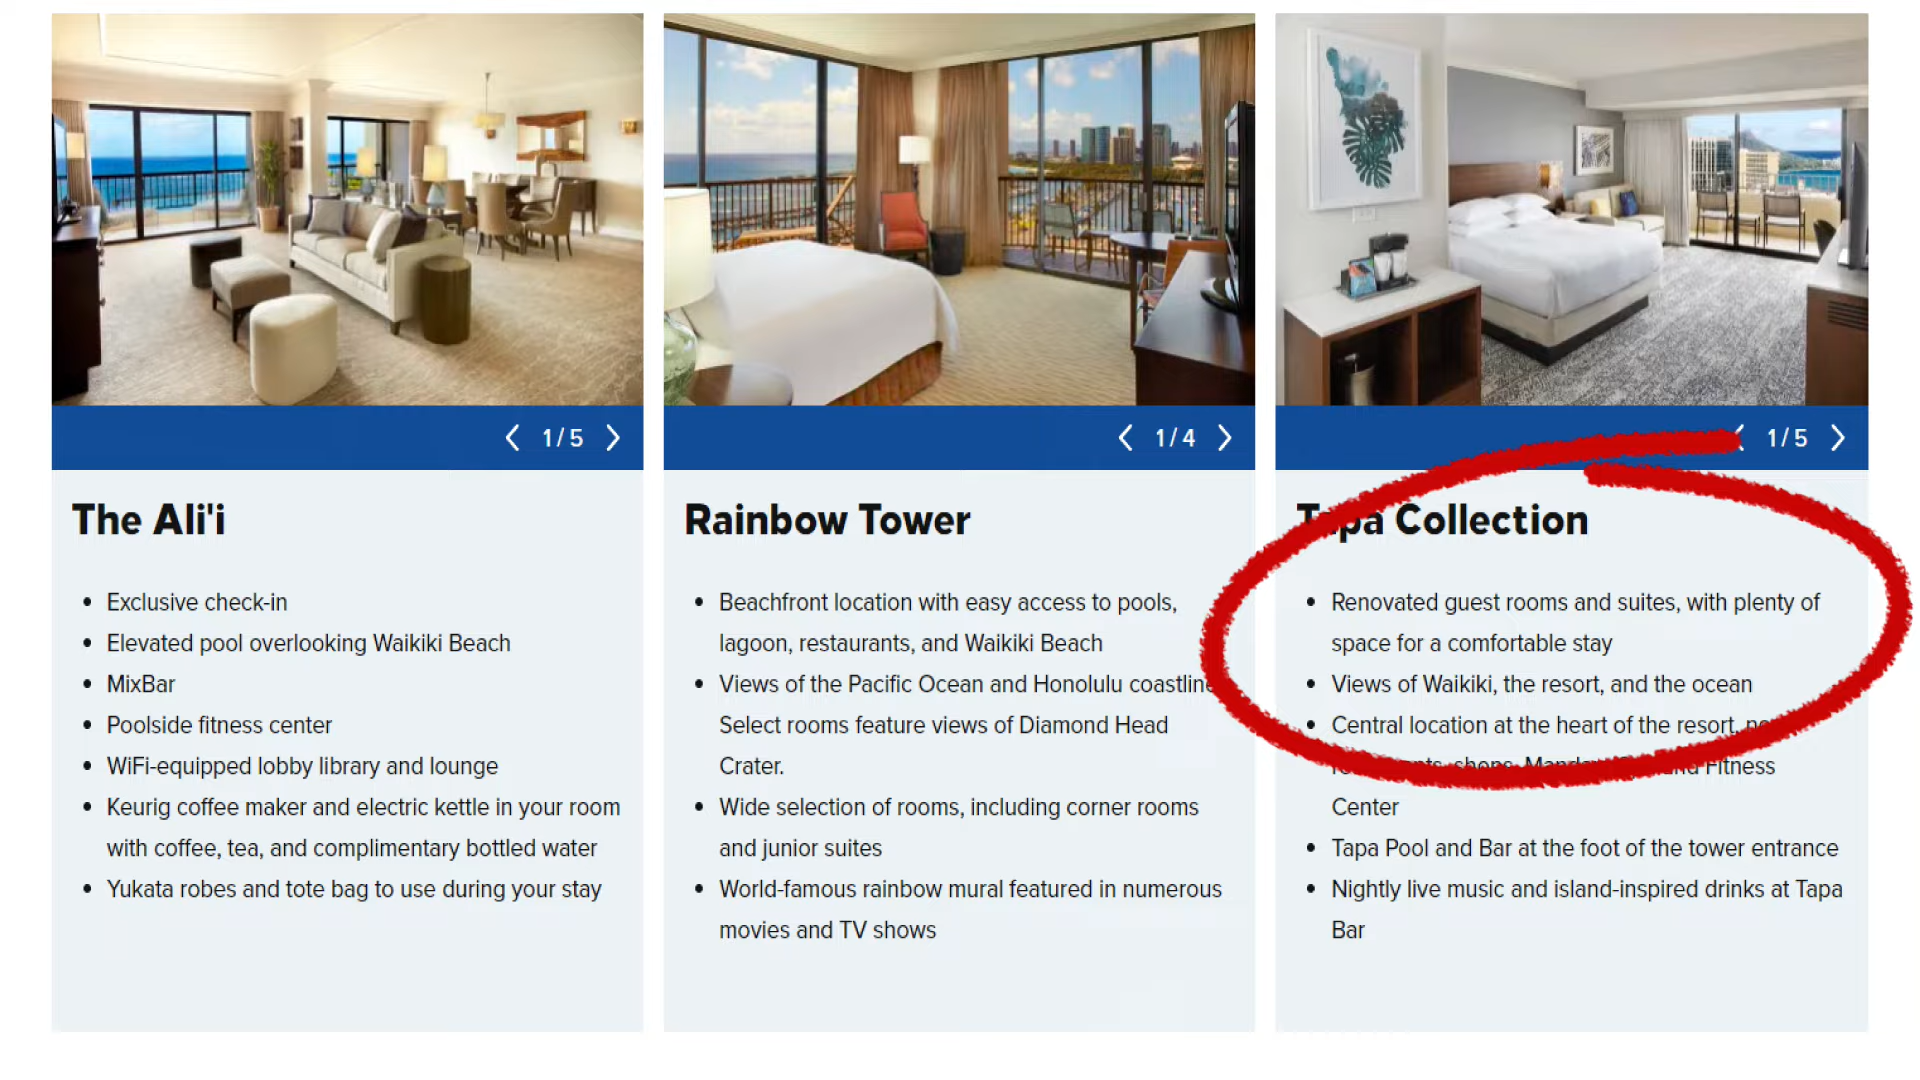 1/5
The Ali'i
• Exclusive check-in
• Elevated pool overlooking Waikiki Beach
• MixBar
• Poolside fitness center
• WiFi-equipped lobby library and lounge
• Keurig coffee maker and electric kettle in your room
with coffee, tea, and complimentary bottled water
• Yukata robes and tote bag to use during your stay
1/4
Rainbow Tower
• Beachfront location with easy access to pools,
lagoon, restaurants, and Waikiki Beach
• Views of the Pacific Ocean and Honolulu coastline
Select rooms feature views of Diamond Head
Crater.
• Wide selection of rooms, including corner rooms
and junior suites
• World-famous rainbow mural featured in numerous
movies and TV shows
1/5
Tapa Collection
• Renovated guest rooms and suites, with plenty of
space for a comfortable stay
• Views of Waikiki, the resort, and the ocean
• Central location at the heart of the resort,
shops, and Fitness
Center
• Tapa Pool and Bar at the foot of the tower entrance
• Nightly live music and island-inspired drinks at Tapa
Bar